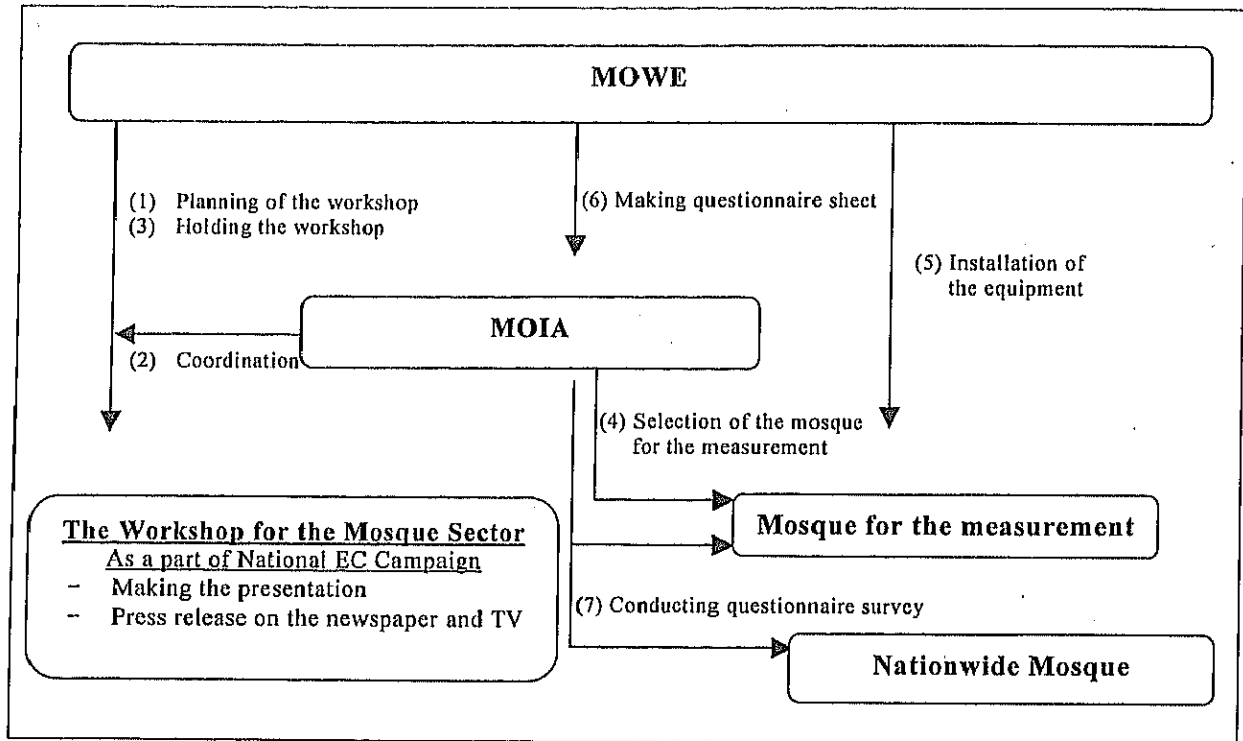 MOWE
(1) Planning of the workshop
(3) Holding the workshop
(6) Making questionnaire sheet
(5) Installation of
the equipment
MOIA
(2) Coordination
(4) Selection of the mosque
for the measurement
The Workshop for the Mosque Sector
As a part of National EC Campaign
– Making the presentation
– Press release on the newspaper and TV
Mosque for the measurement
(7) Conducting questionnaire survey
Nationwide Mosque